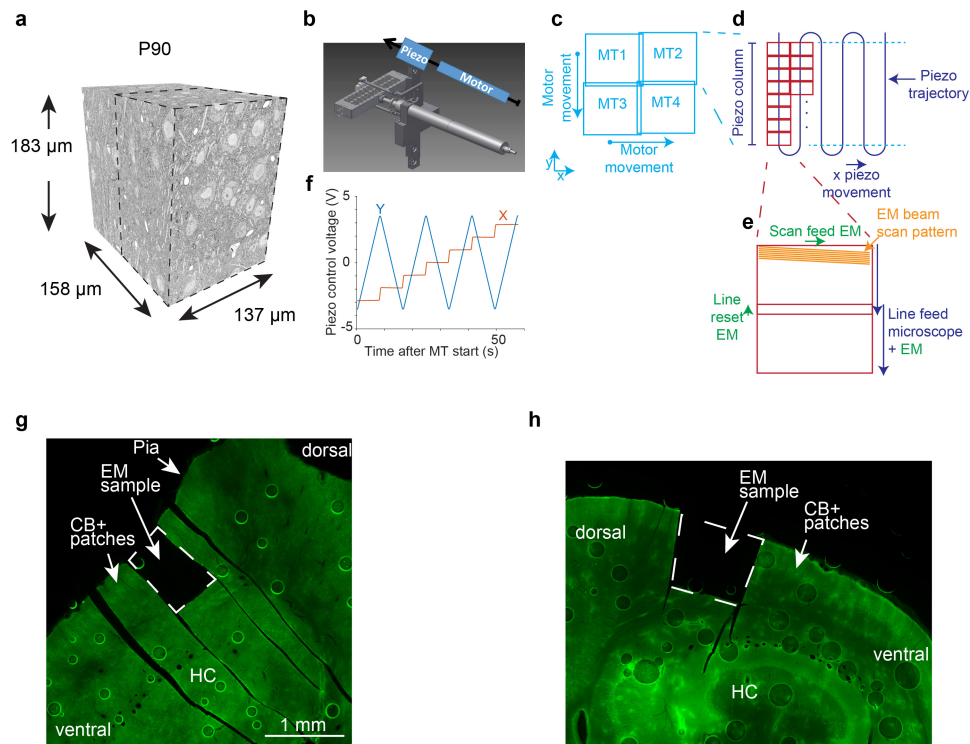 a
P90
183 µm
158 µm
137 µm
b
Piezo
Motor
c
MT1
MT2
MT3
MT4
Motor
movement
Motor
movement
y
x
d
Piezo column
Piezo
trajectory
x piezo
movement
e
Scan feed EM
EM beam
scan pattern
Line
reset
EM
Line feed
microscope
+ EM
f
Piezo control voltage (V)
5
0
-5
Y
X
0
50
Time after MT start (s)
g
Pia
EM
sample
CB+
patches
dorsal
HC
ventral
1 mm
h
EM
sample
CB+
patches
dorsal
ventral
HC